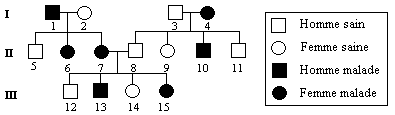 I
1 2 3 4
Homme sain
Femme saine
Homme malade
Femme malade
II
5 6 7 8 9 10 11
III
12 13 14 15